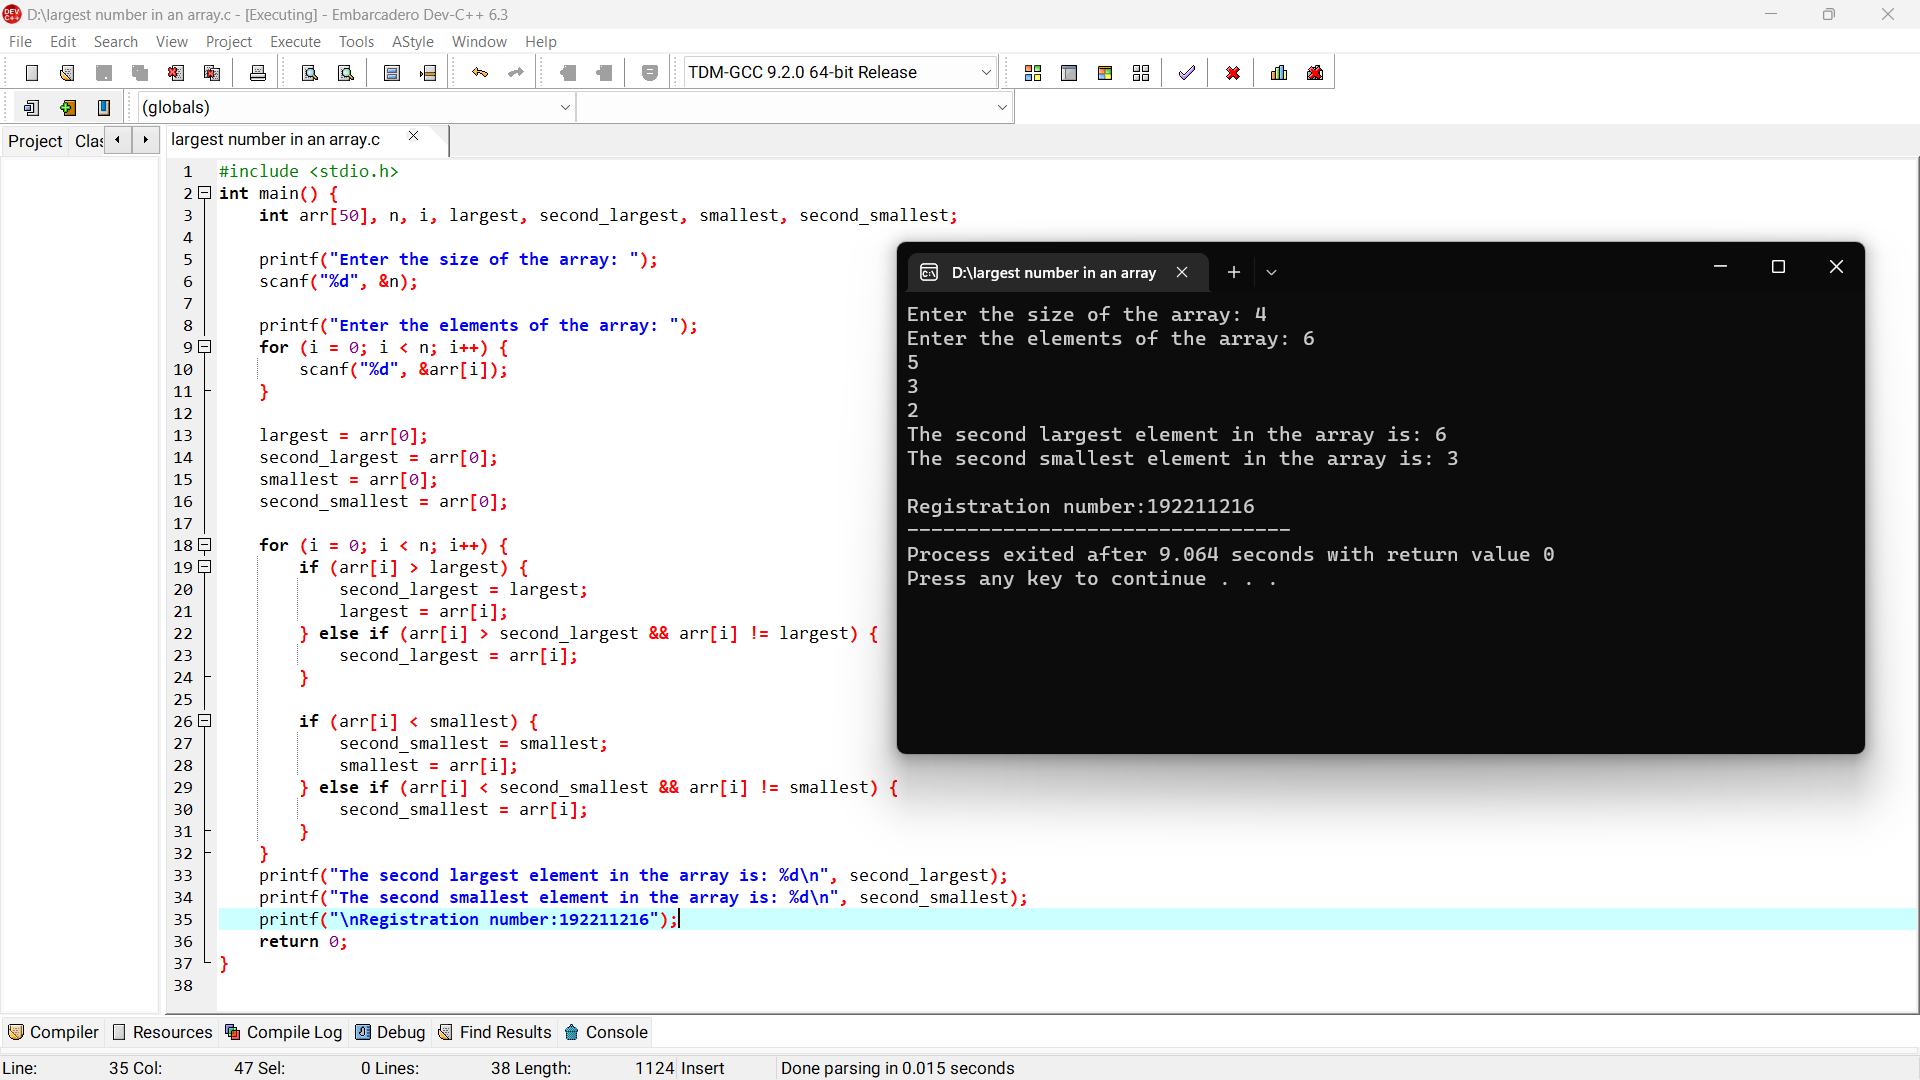 D:\largest number in an array.c - [Executing] - Embarcadero Dev-C++ 6.3
File Edit Search View Project Execute Tools AStyle Window Help
TDM-GCC 9.2.0 64-bit Release
(globals)
Project Clas
largest number in an array.c
1 #include <stdio.h>
2 int main() {
3 int arr[50], n, i, largest, second_largest, smallest, second_smallest;
4
5 printf("Enter the size of the array: ");
6 scanf("%d", &n);
7
8 printf("Enter the elements of the array: ");
9 for (i = 0; i < n; i++) {
10 scanf("%d", &arr[i]);
11 }
12
13 largest = arr[0];
14 second_largest = arr[0];
15 smallest = arr[0];
16 second_smallest = arr[0];
17
18 for (i = 0; i < n; i++) {
19 if (arr[i] > largest) {
20 second_largest = largest;
21 largest = arr[i];
22 } else if (arr[i] > second_largest && arr[i] != largest) {
23 second_largest = arr[i];
24 }
25
26 if (arr[i] < smallest) {
27 second_smallest = smallest;
28 smallest = arr[i];
29 } else if (arr[i] < second_smallest && arr[i] != smallest) {
30 second_smallest = arr[i];
31 }
32 }
33 printf("The second largest element in the array is: %d\n", second_largest);
34 printf("The second smallest element in the array is: %d\n", second_smallest);
35 printf("\nRegistration number:192211216");
36 return 0;
37 }
38
D:\largest number in an array
Enter the size of the array: 4
Enter the elements of the array: 6
5
3
2
The second largest element in the array is: 6
The second smallest element in the array is: 3
Registration number:192211216
--------------------------------
Process exited after 9.064 seconds with return value 0
Press any key to continue . . .
Compiler Resources Compile Log Debug Find Results Console
Line: 35 Col: 47 Sel: 0 Lines: 38 Length: 1124 Insert Done parsing in 0.015 seconds